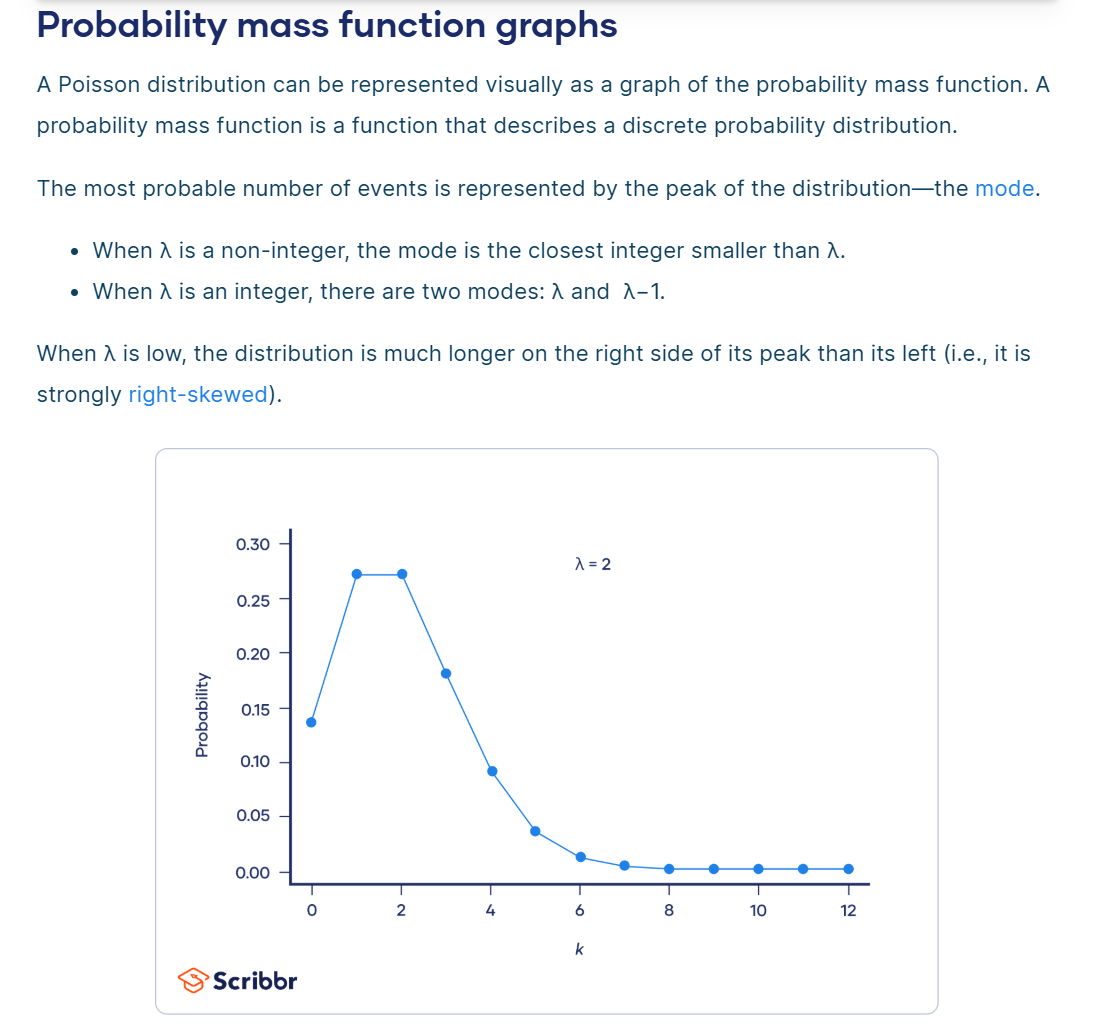 Probability mass function graphs
A Poisson distribution can be represented visually as a graph of the probability mass function. A
probability mass function is a function that describes a discrete probability distribution.
The most probable number of events is represented by the peak of the distribution—the mode.
• When λ is a non-integer, the mode is the closest integer smaller than λ.
• When λ is an integer, there are two modes: λ and  λ−1.
When λ is low, the distribution is much longer on the right side of its peak than its left (i.e., it is
strongly right-skewed).
λ = 2
Probability
0.30
0.25
0.20
0.15
0.10
0.05
0.00
0 2 4 6 8 10 12
k
Scribbr